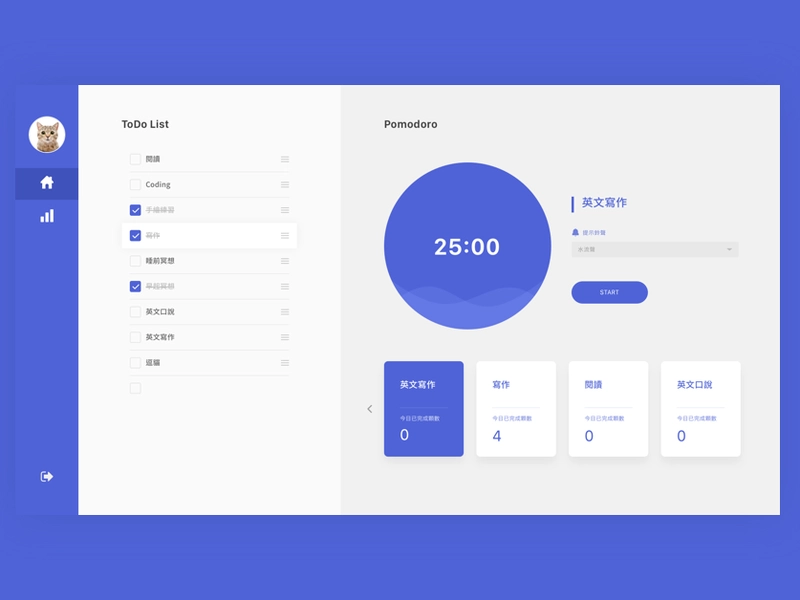 ToDo List
閱讀
Coding
手繪練習
寫作
睡前冥想
早起冥想
英文口說
英文寫作
逗貓
Pomodoro
25:00
英文寫作
提示鈴聲
水流聲
START
英文寫作
今日已完成顆數
0
寫作
今日已完成顆數
4
閱讀
今日已完成顆數
0
英文口說
今日已完成顆數
0